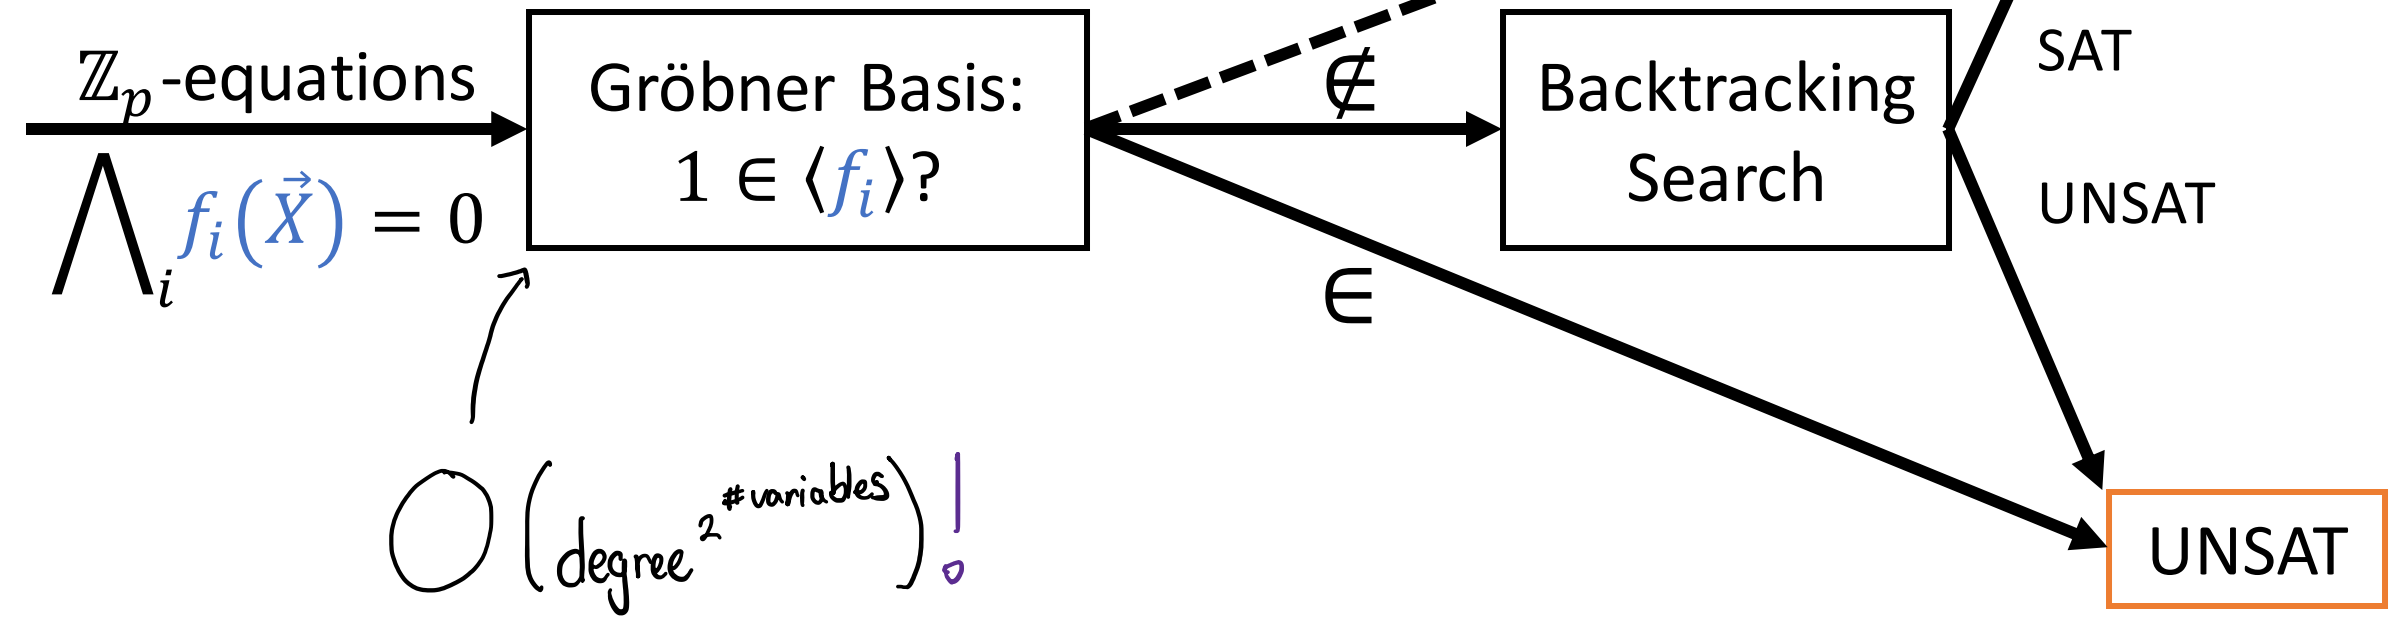 ℤₚ-equations
⋀ᵢ fᵢ(X⃗) = 0
Gröbner Basis:
1 ∈ ⟨fᵢ⟩?
∉
∈
Backtracking
Search
SAT
UNSAT
UNSAT
O(degree^2^#variables)!